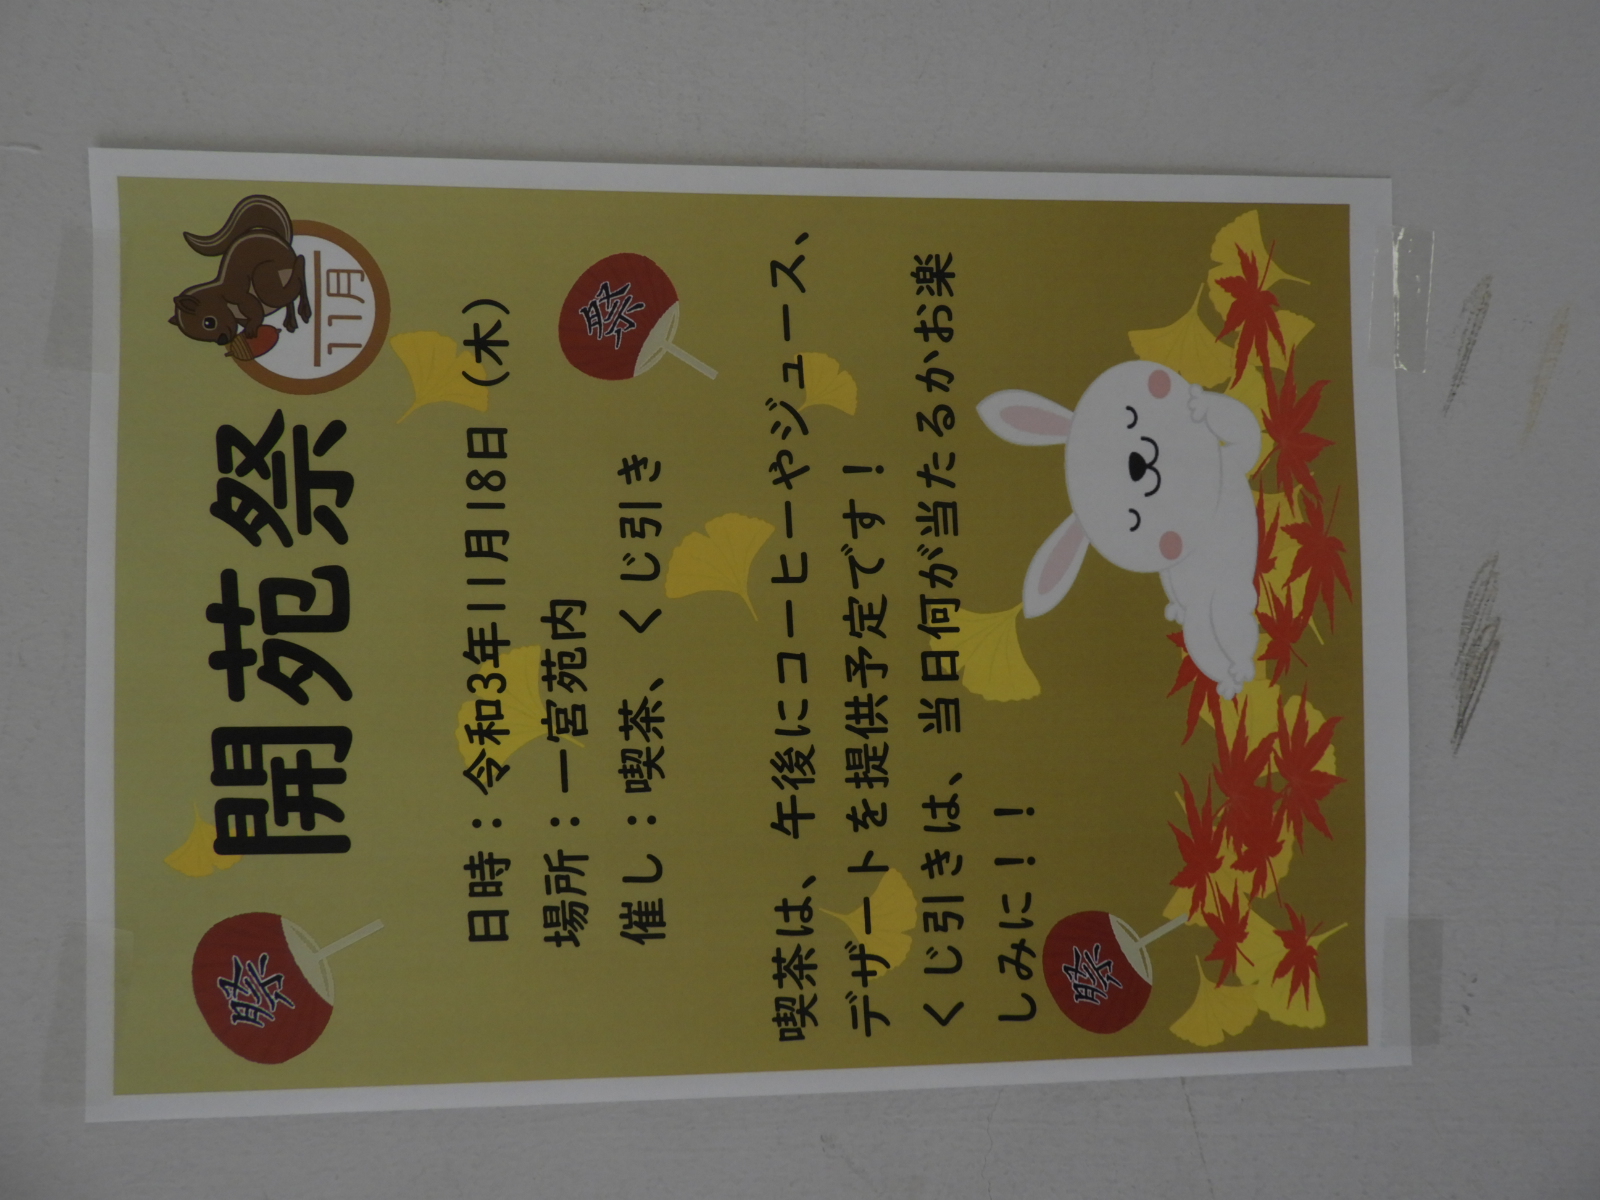 開苑祭
11月
日時：令和3年11月18日（木）
場所：一宮苑内
催し：喫茶、くじ引き
喫茶は、午後にコーヒーやジュース、
デザートを提供予定です！
くじ引きは、当日何が当たるかお楽
しみに！！
祭
祭
祭